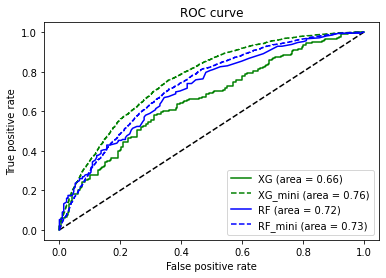 ROC curve
True positive rate
1.0
0.8
0.6
0.4
0.2
0.0
XG (area = 0.66)
XG_mini (area = 0.76)
RF (area = 0.72)
RF_mini (area = 0.73)
0.0 0.2 0.4 0.6 0.8 1.0
False positive rate